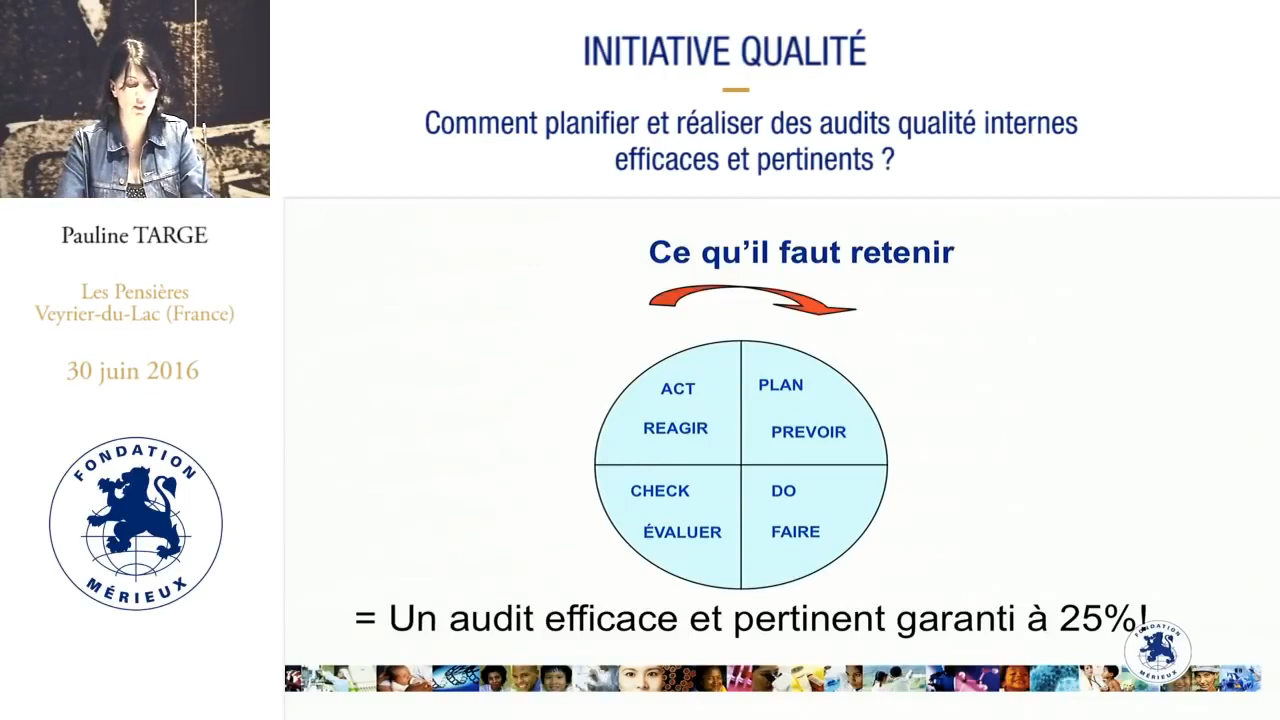 INITIATIVE QUALITÉ
Comment planifier et réaliser des audits qualité internes
efficaces et pertinents ?
Pauline TARGE
Les Pensières
Veyrier-du-Lac (France)
30 juin 2016
FONDATION
MÉRIEUX
Ce qu’il faut retenir
ACT
REAGIR
PLAN
PREVOIR
CHECK
ÉVALUER
DO
FAIRE
= Un audit efficace et pertinent garanti à 25%!
FONDATION
MÉRIEUX